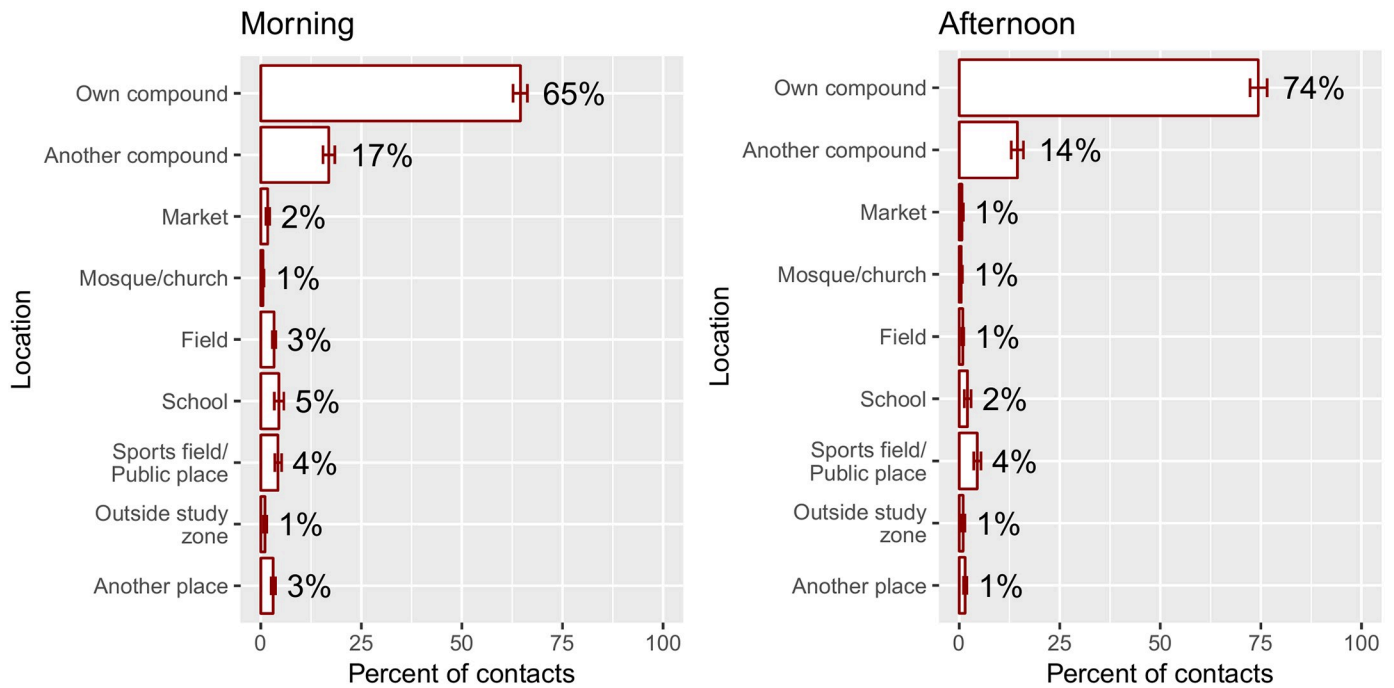 Morning
Location
Own compound
65%
Another compound
17%
Market
2%
Mosque/church
1%
Field
3%
School
5%
Sports field/
Public place
4%
Outside study
zone
1%
Another place
3%
0 25 50 75 100
Percent of contacts
Afternoon
Location
Own compound
74%
Another compound
14%
Market
1%
Mosque/church
1%
Field
1%
School
2%
Sports field/
Public place
4%
Outside study
zone
1%
Another place
1%
0 25 50 75 100
Percent of contacts